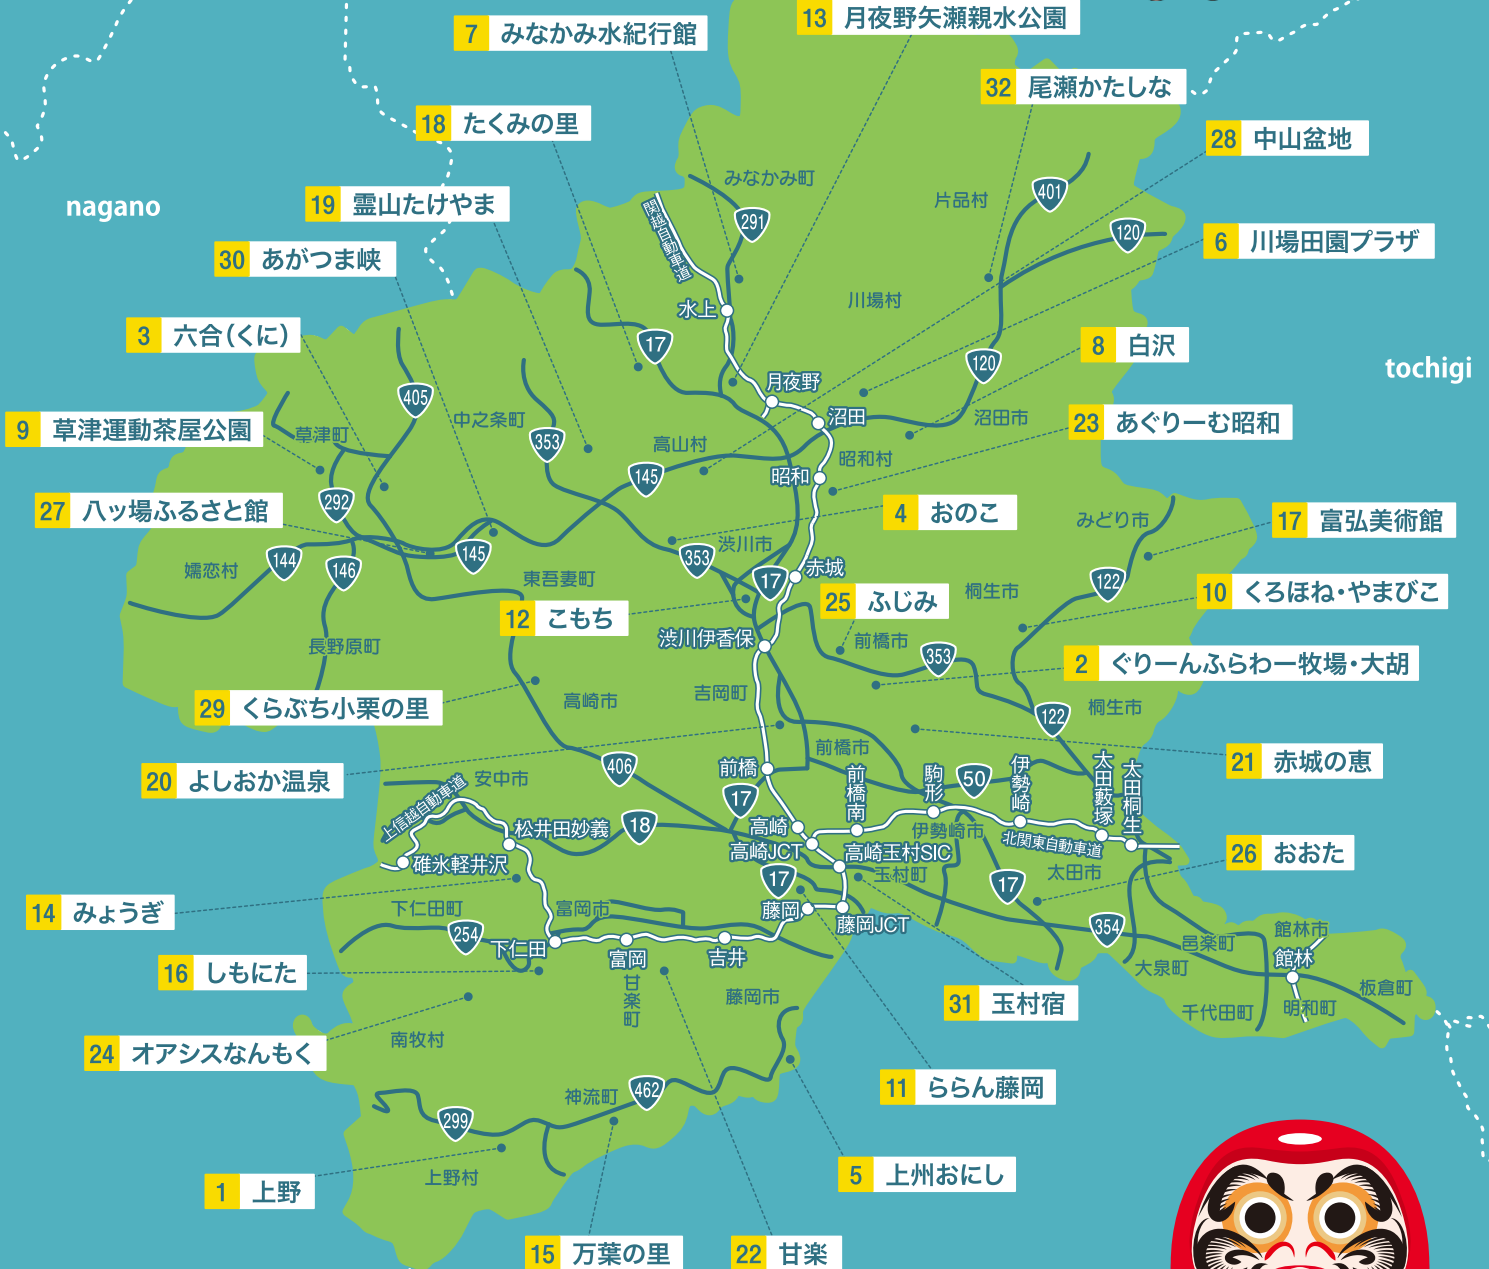 13 月夜野矢瀬親水公園
7 みなかみ水紀行館
32 尾瀬かたしな
18 たくみの里
28 中山盆地
みなかみ町
片品村
401
nagano
19 霊山たけやま
関越自動車道
291
120
6 川場田園プラザ
30 あがつま峡
川場村
水上
3 六合(くに)
17
8 白沢
120
tochigi
月夜野
405
中之条町
沼田
沼田市
23 あぐりーむ昭和
9 草津運動茶屋公園
草津町
353
高山村
昭和村
145
昭和
292
27 八ッ場ふるさと館
4 おのこ
みどり市
17 富弘美術館
渋川市
145
353
144
146
嬬恋村
東吾妻町
17
赤城
122
桐生市
10 くろほね・やまびこ
25 ふじみ
12 こもち
渋川伊香保
前橋市
長野原町
353
2 ぐりーんふらわー牧場・大胡
29 くらぶち小栗の里
高崎市
吉岡町
桐生市
122
前橋市
21 赤城の恵
20 よしおか温泉
安中市
406
前橋
前橋南
駒形
50
伊勢崎
太田藪塚
太田桐生
17
上信越自動車道
松井田妙義
18
高崎
伊勢崎市
北関東自動車道
高崎JCT
高崎玉村SIC
26 おおた
碓氷軽井沢
玉村町
太田市
17
17
14 みょうぎ
下仁田町
富岡市
藤岡
藤岡JCT
354
館林市
254
下仁田
富岡
吉井
邑楽町
館林
16 しもにた
大泉町
甘楽町
板倉町
24 オアシスなんもく
藤岡市
31 玉村宿
千代田町
明和町
南牧村
11 ららん藤岡
神流町
462
299
5 上州おにし
1 上野
上野村
15 万葉の里
22 甘楽